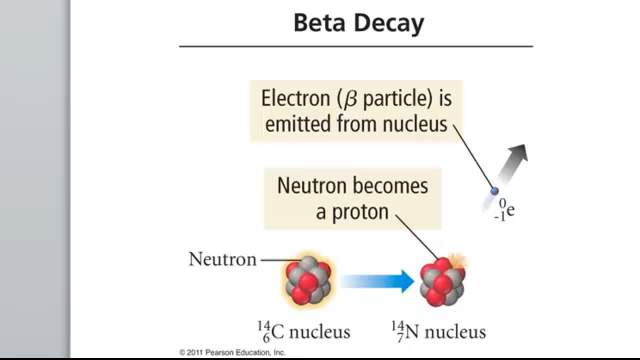 Beta Decay
Electron (β particle) is
emitted from nucleus
Neutron becomes
a proton
0
-1e
Neutron
14
6C nucleus
14
7N nucleus
© 2011 Pearson Education, Inc.